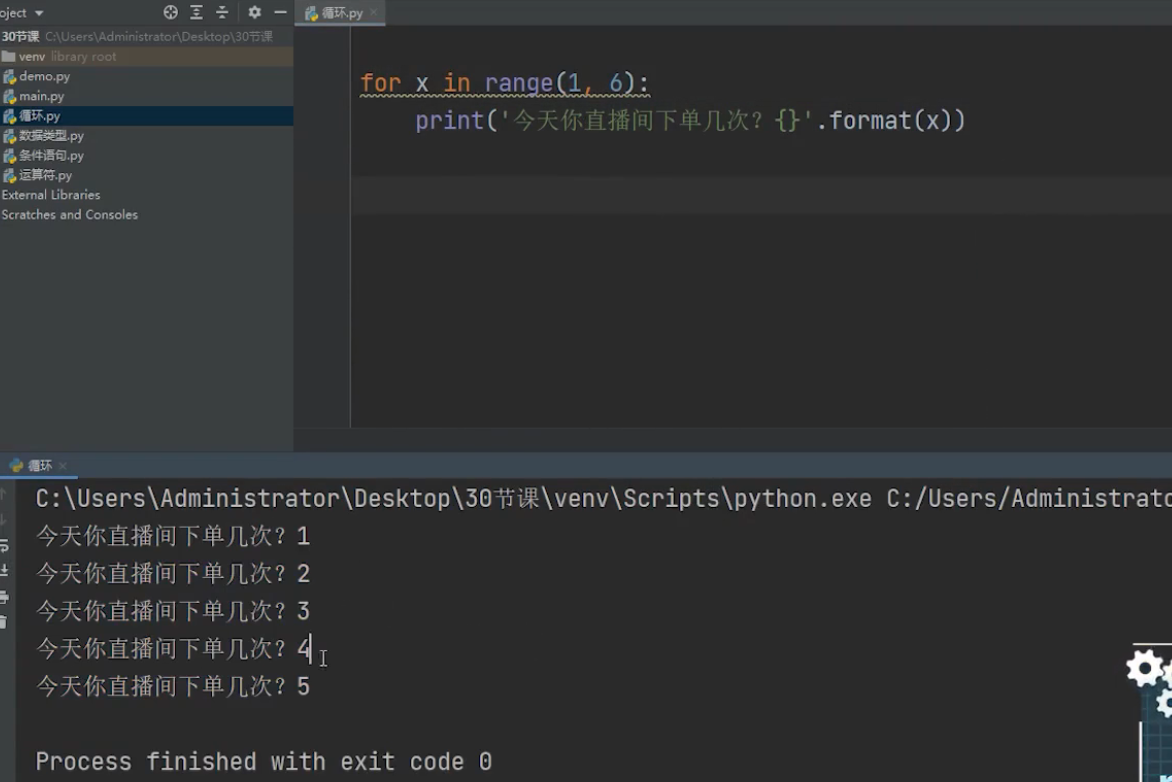 oject
循环.py
30节课 C:\Users\Administrator\Desktop\30节课
venv library root
demo.py
main.py
循环.py
数据类型.py
条件语句.py
运算符.py
External Libraries
Scratches and Consoles
for x in range(1, 6):
print('今天你直播间下单几次? {}'.format(x))
循环
C:\Users\Administrator\Desktop\30节课\venv\Scripts\python.exe C:/Users/Administrato
今天你直播间下单几次? 1
今天你直播间下单几次? 2
今天你直播间下单几次? 3
今天你直播间下单几次? 4
今天你直播间下单几次? 5
Process finished with exit code 0